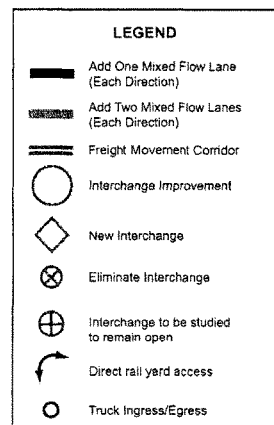 LEGEND
Add One Mixed Flow Lane
(Each Direction)
Add Two Mixed Flow Lanes
(Each Direction)
Freight Movement Corridor
Interchange Improvement
New Interchange
Eliminate Interchange
Interchange to be studied
to remain open
Direct rail yard access
Truck Ingress/Egress